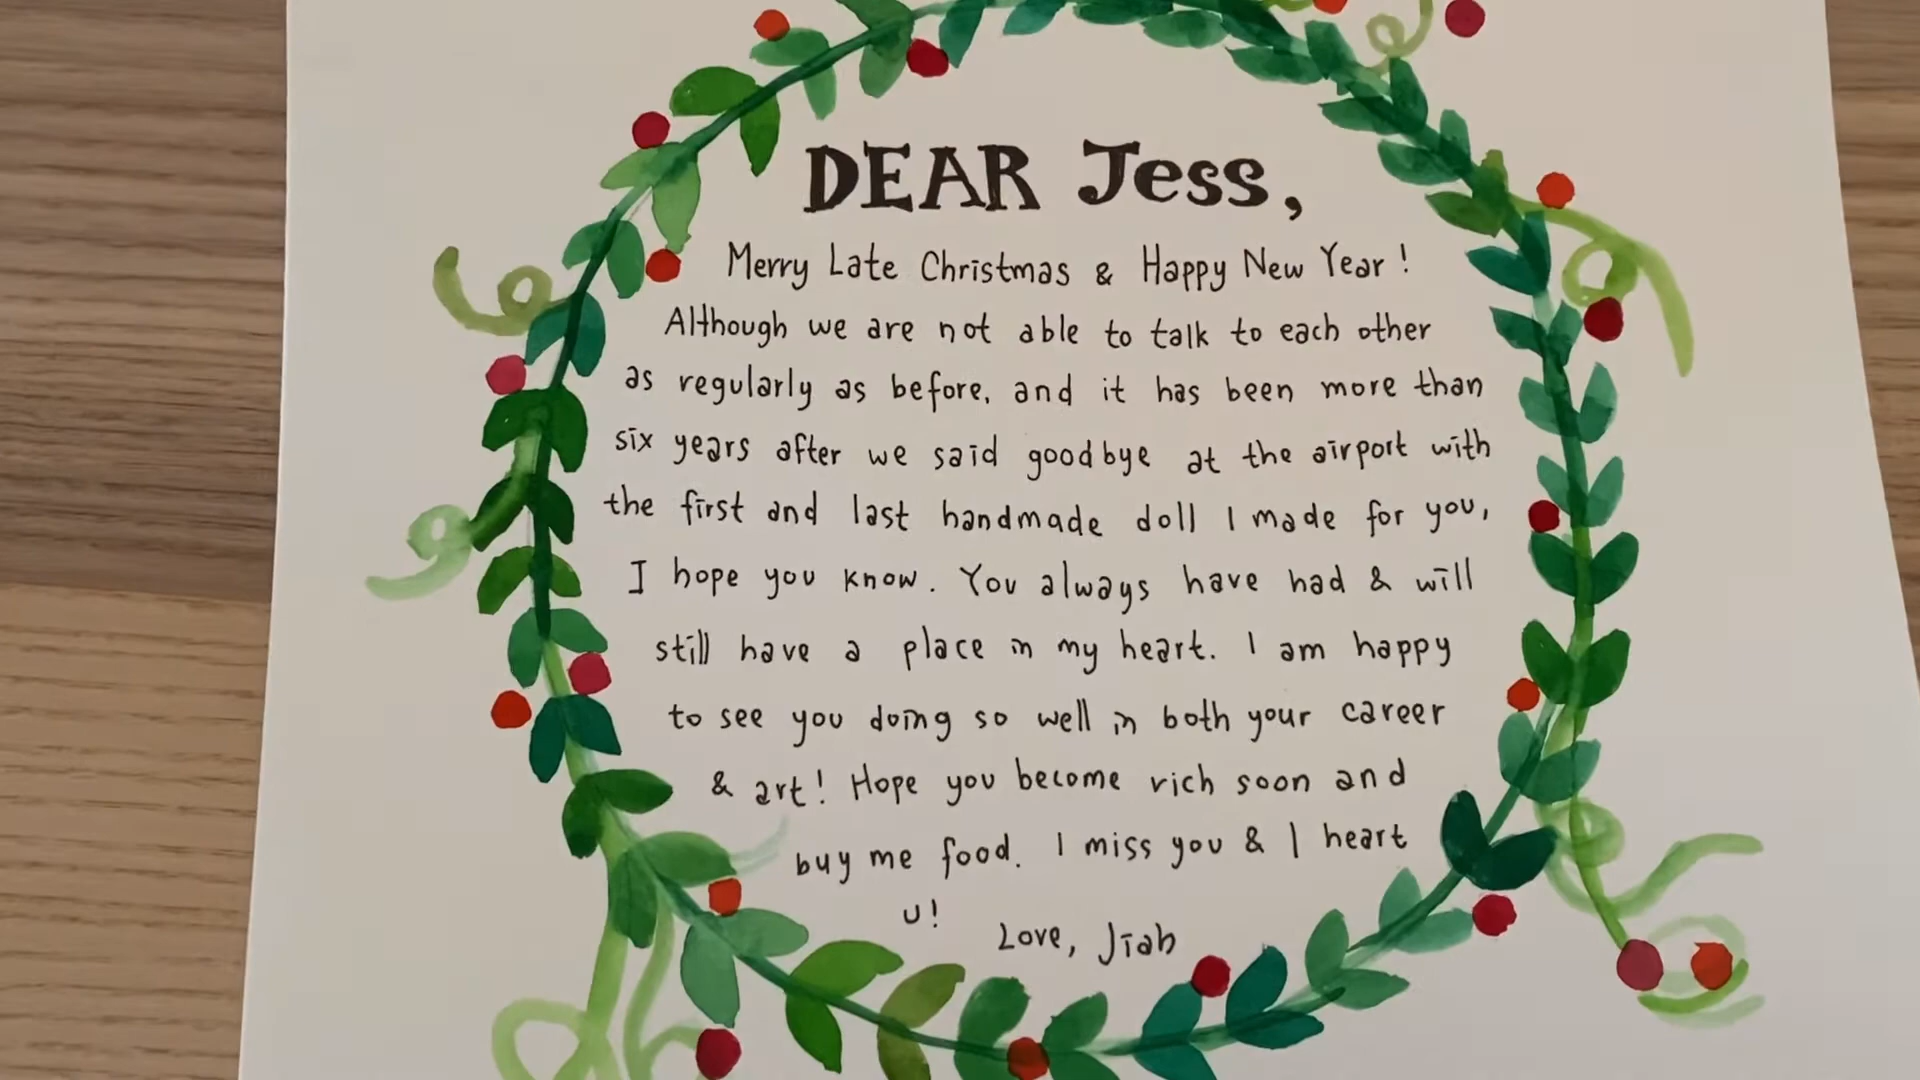 DEAR Jess,
Merry Late Christmas & Happy New Year!
Although we are not able to talk to each other
as regularly as before, and it has been more than
six years after we said goodbye at the airport with
the first and last handmade doll I made for you,
I hope you know. You always have had & will
still have a place in my heart. I am happy
to see you doing so well in both your career
& art! Hope you become rich soon and
buy me food. I miss you & I heart
u!
Love, Jiah